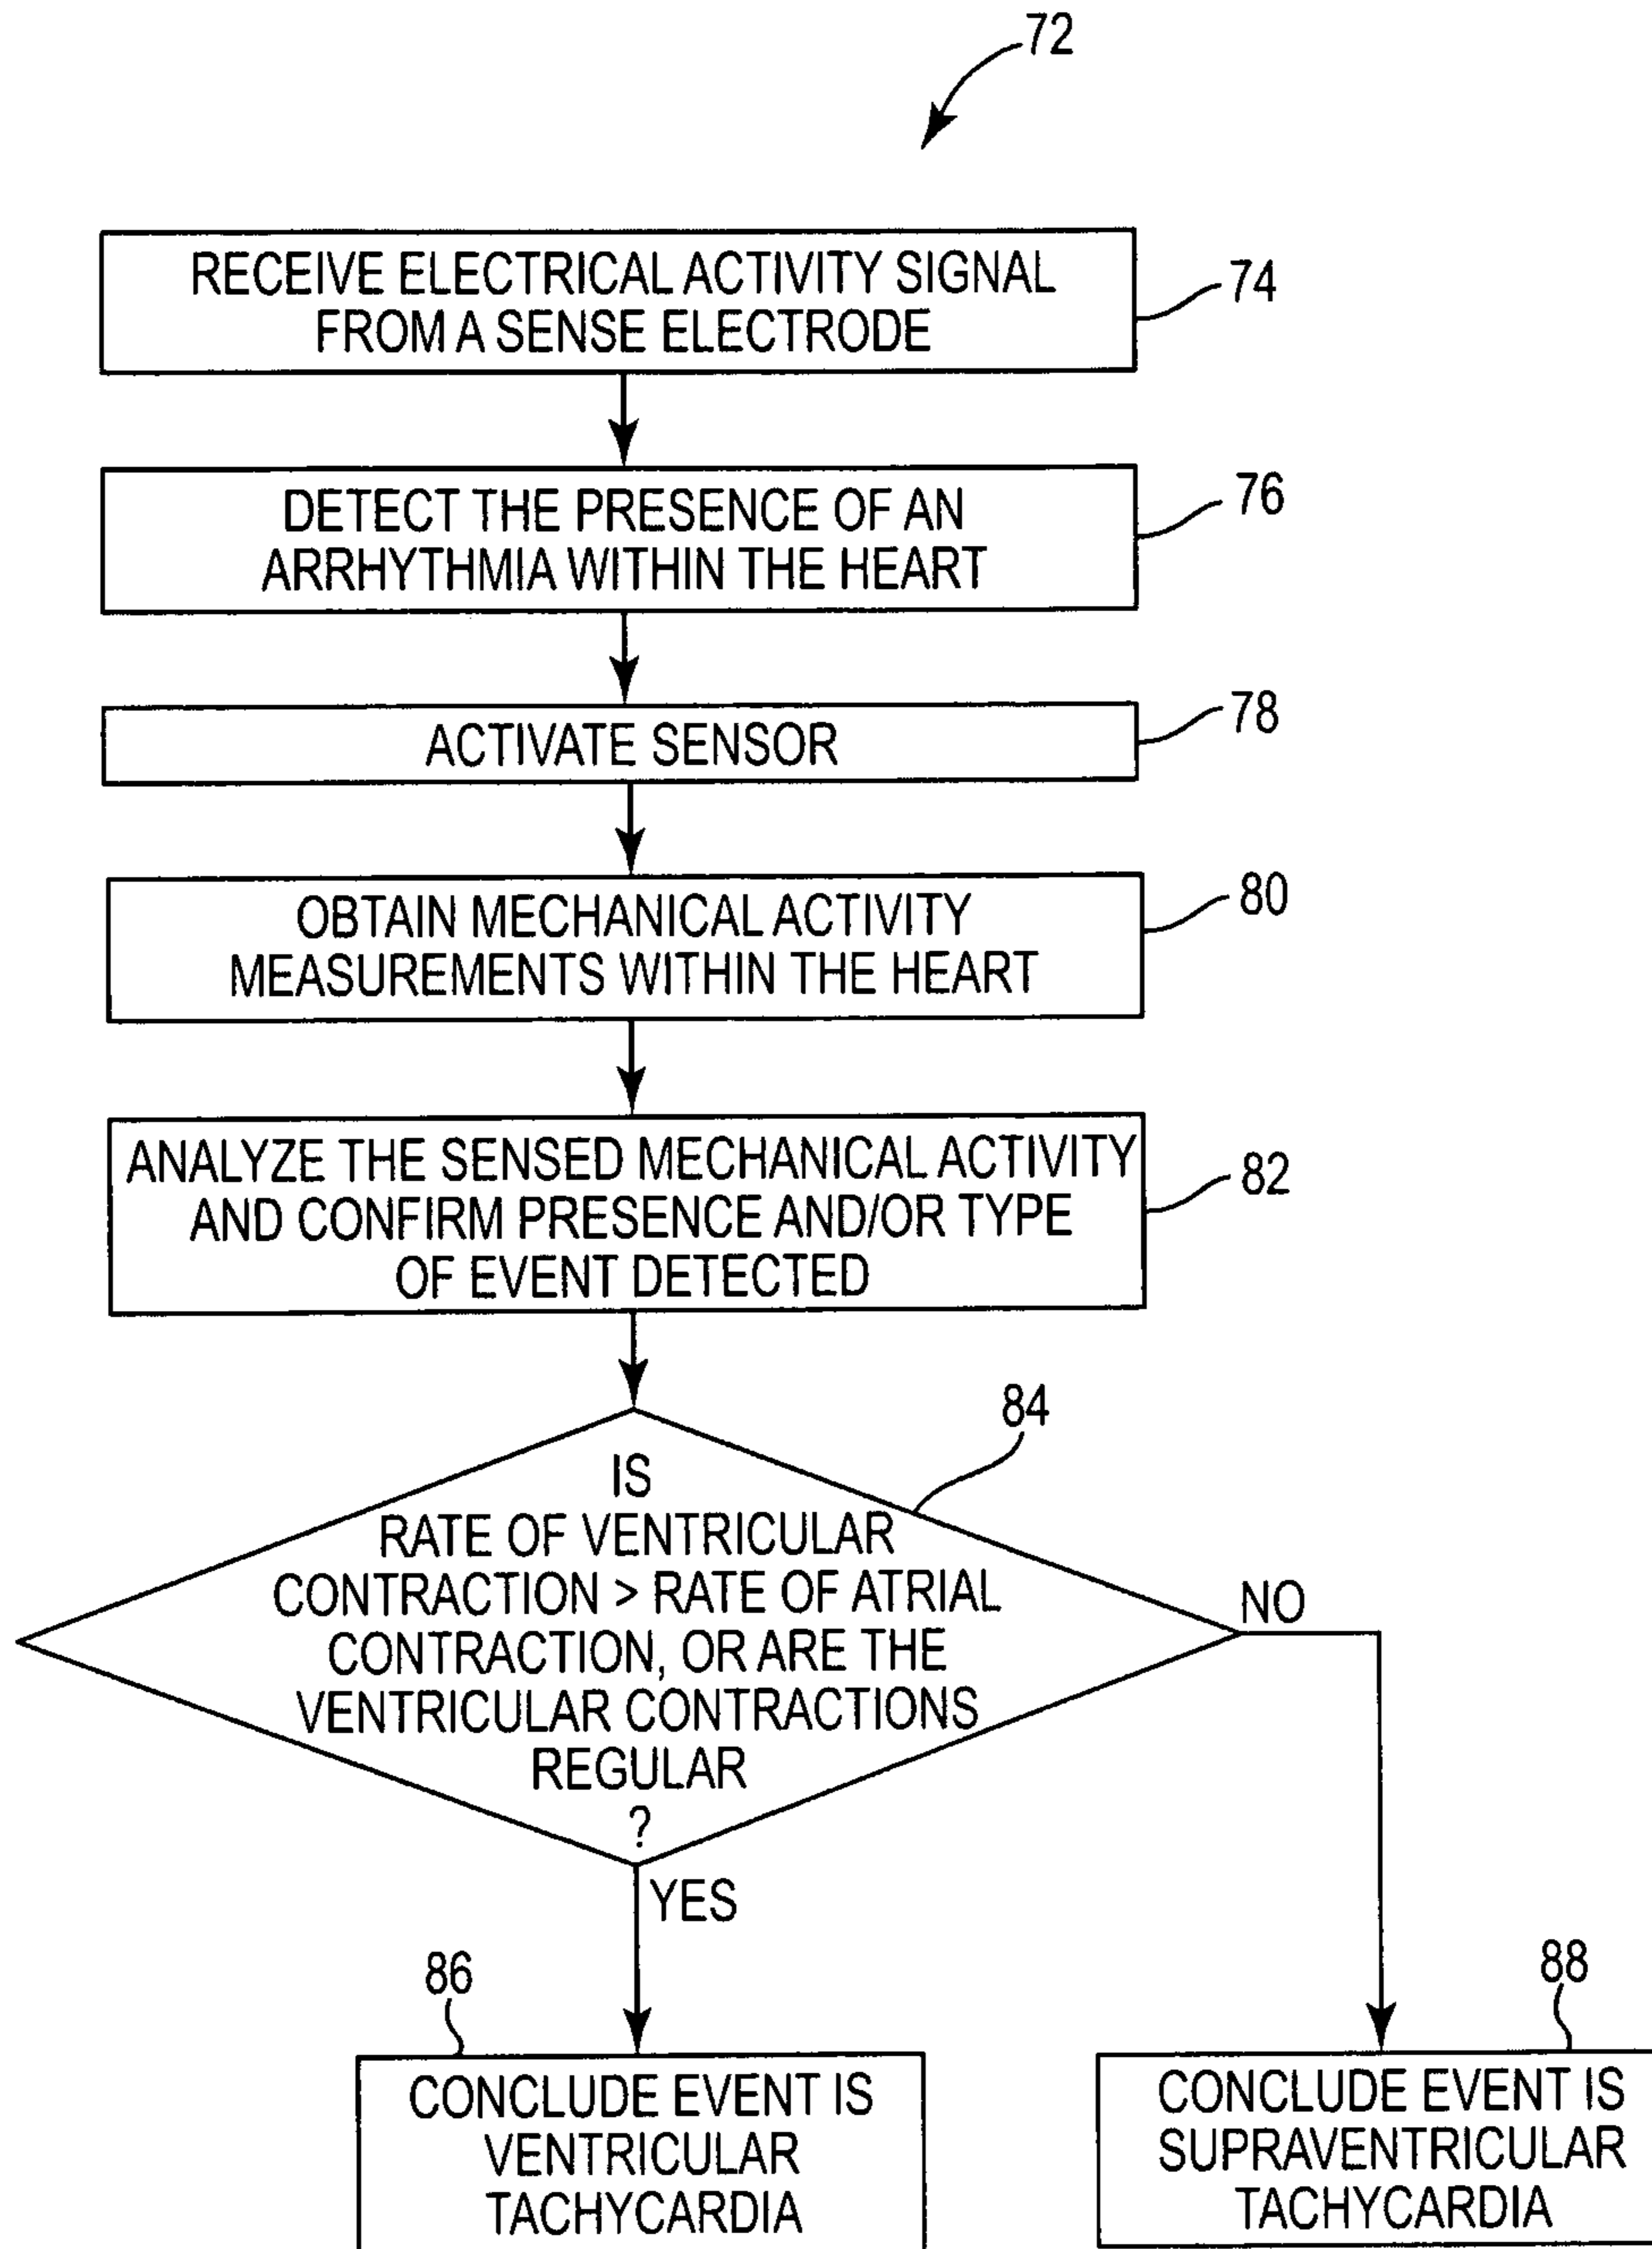 72
RECEIVE ELECTRICAL ACTIVITY SIGNAL
FROM A SENSE ELECTRODE
74
DETECT THE PRESENCE OF AN
ARRHYTHMIA WITHIN THE HEART
76
ACTIVATE SENSOR
78
OBTAIN MECHANICAL ACTIVITY
MEASUREMENTS WITHIN THE HEART
80
ANALYZE THE SENSED MECHANICAL ACTIVITY
AND CONFIRM PRESENCE AND/OR TYPE
OF EVENT DETECTED
82
84
IS
RATE OF VENTRICULAR
CONTRACTION > RATE OF ATRIAL
CONTRACTION, OR ARE THE
VENTRICULAR CONTRACTIONS
REGULAR
?
NO
YES
86
CONCLUDE EVENT IS
VENTRICULAR
TACHYCARDIA
88
CONCLUDE EVENT IS
SUPRAVENTRICULAR
TACHYCARDIA